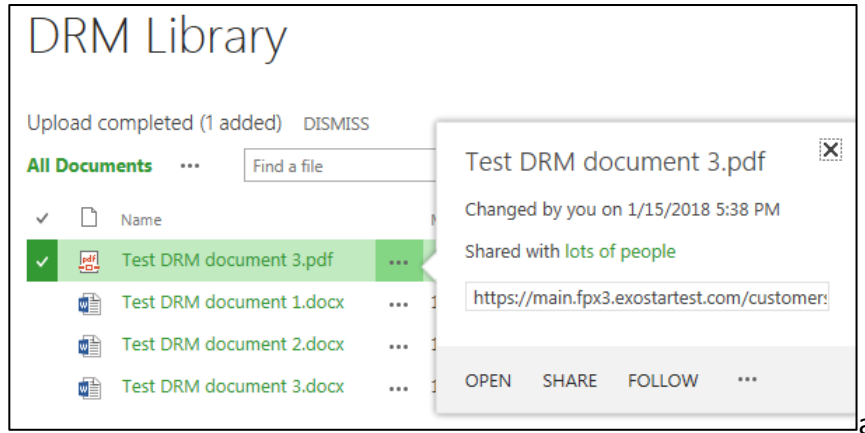 DRM Library
Upload completed (1 added) DISMISS
All Documents ... Find a file
Name
Test DRM document 3.pdf ...
Test DRM document 1.docx ... 1
Test DRM document 2.docx ... 1
Test DRM document 3.docx ... 1
Test DRM document 3.pdf
Changed by you on 1/15/2018 5:38 PM
Shared with lots of people
https://main.fpx3.exostartest.com/customers
OPEN SHARE FOLLOW ...
a